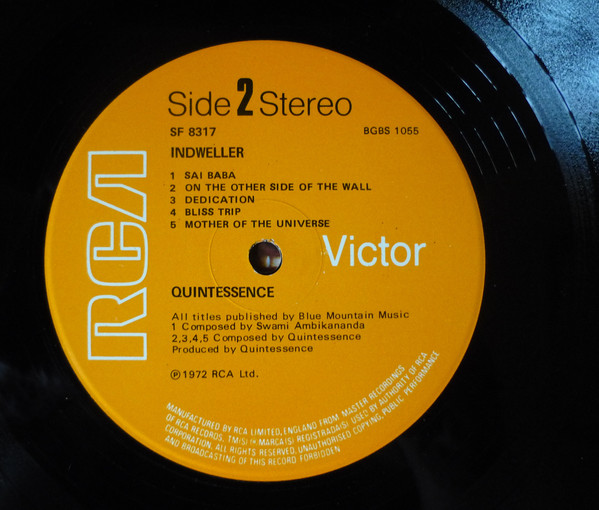 Side 2 Stereo
SF 8317 BGBS 1055
INDWELLER
1 SAI BABA
2 ON THE OTHER SIDE OF THE WALL
3 DEDICATION
4 BLISS TRIP
5 MOTHER OF THE UNIVERSE
RCA
Victor
QUINTESSENCE
All titles published by Blue Mountain Music
1 Composed by Swami Ambikananda
2,3,4,5 Composed by Quintessence
Produced by Quintessence
℗1972 RCA Ltd.
MANUFACTURED BY RCA LIMITED, ENGLAND FROM MASTER RECORDINGS
OF RCA RECORDS. TM(S) ® MARCA(S) REGISTRADA(S) USED BY AUTHORITY OF RCA
CORPORATION. ALL RIGHTS RESERVED. UNAUTHORISED COPYING, PUBLIC PERFORMANCE
AND BROADCASTING OF THIS RECORD FORBIDDEN